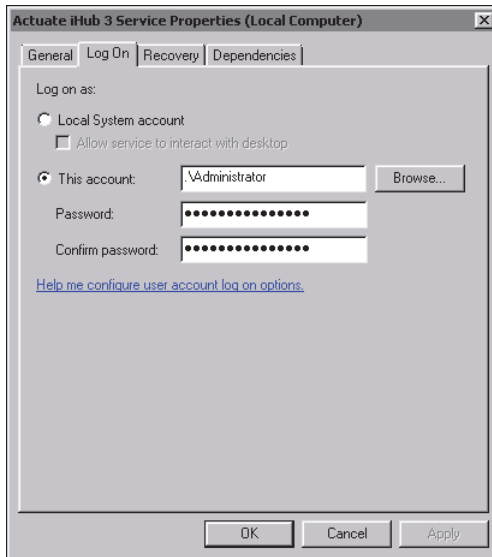 Actuate iHub 3 Service Properties (Local Computer)
General Log On Recovery Dependencies
Log on as:
Local System account
Allow service to interact with desktop
This account: .\Administrator Browse...
Password: •••••••••••••••
Confirm password: •••••••••••••••
Help me configure user account log on options.
OK Cancel Apply